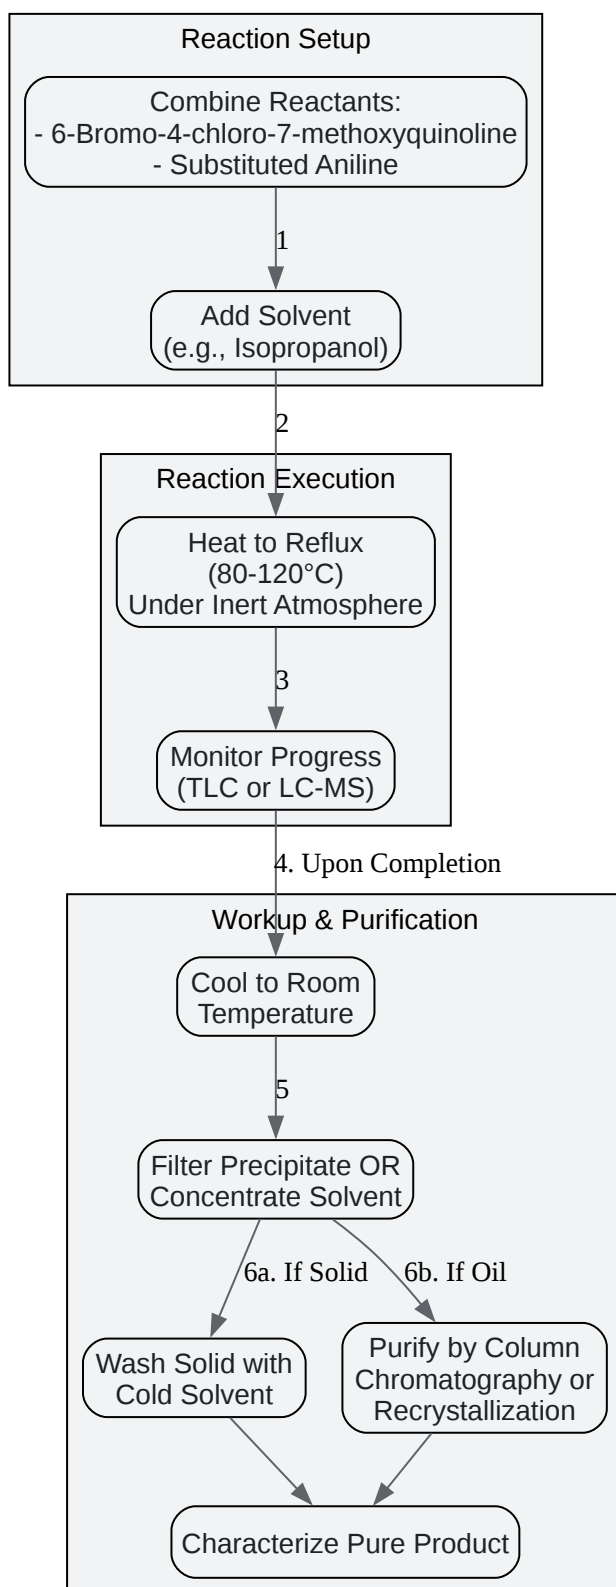 Reaction Setup
Combine Reactants:
- 6-Bromo-4-chloro-7-methoxyquinoline
- Substituted Aniline
1
Add Solvent
(e.g., Isopropanol)
2
Reaction Execution
Heat to Reflux
(80-120°C)
Under Inert Atmosphere
3
Monitor Progress
(TLC or LC-MS)
4. Upon Completion
Workup & Purification
Cool to Room
Temperature
5
Filter Precipitate OR
Concentrate Solvent
6a. If Solid
6b. If Oil
Wash Solid with
Cold Solvent
Purify by Column
Chromatography or
Recrystallization
Characterize Pure Product